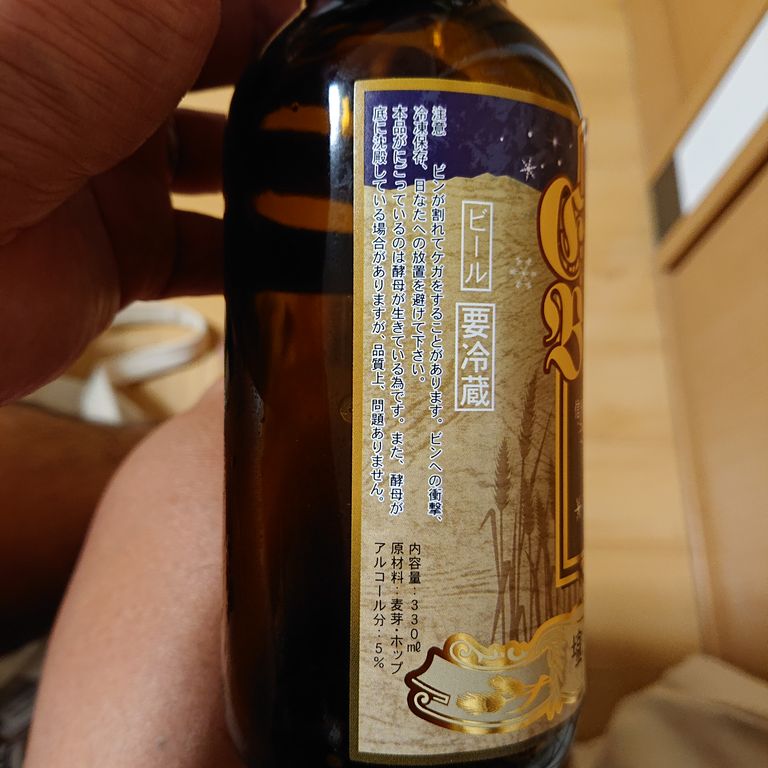 ビール
要冷蔵
注意　ビンが割れてケガをすることがあります。ビンへの衝撃、
冷凍保存、日なたへの放置を避けて下さい。
本品がにごっているのは酵母が生きている為です。また、酵母が
底に沈殿している場合がありますが、品質上、問題ありません。
内容量:330㎖
原材料:麦芽・ホップ
アルコール分:5%